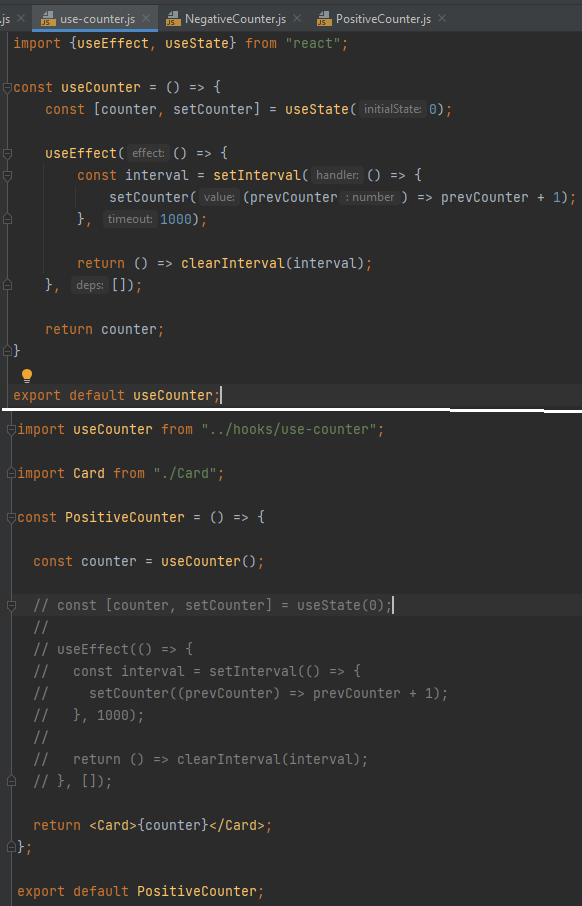 .js × use-counter.js × NegativeCounter.js × PositiveCounter.js ×
import {useEffect, useState} from "react";
const useCounter = () => {
    const [counter, setCounter] = useState( initialState: 0);
    useEffect( effect: () => {
        const interval = setInterval( handler: () => {
            setCounter( value: (prevCounter : number ) => prevCounter + 1);
        }, timeout: 1000);
        return () => clearInterval(interval);
    }, deps: []);
    return counter;
}
export default useCounter;
import useCounter from "../hooks/use-counter";
import Card from "./Card";
const PositiveCounter = () => {
  const counter = useCounter();
  // const [counter, setCounter] = useState(0);
  //
  // useEffect(() => {
  //   const interval = setInterval(() => {
  //     setCounter((prevCounter) => prevCounter + 1);
  //   }, 1000);
  //
  //   return () => clearInterval(interval);
  // }, []);
  return <Card>{counter}</Card>;
};
export default PositiveCounter;